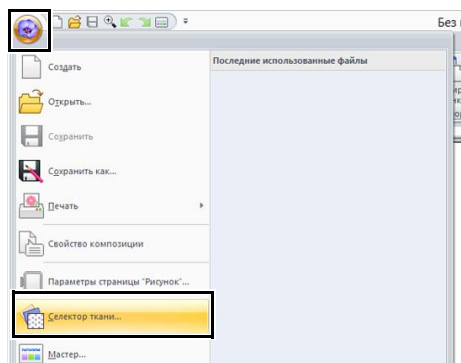 Без
Последние использованные файлы
Создать
Открыть...
Сохранить
Сохранить как...
Печать
Свойство композиции
Параметры страницы "Рисунок"...
Селектор ткани...
Мастер...